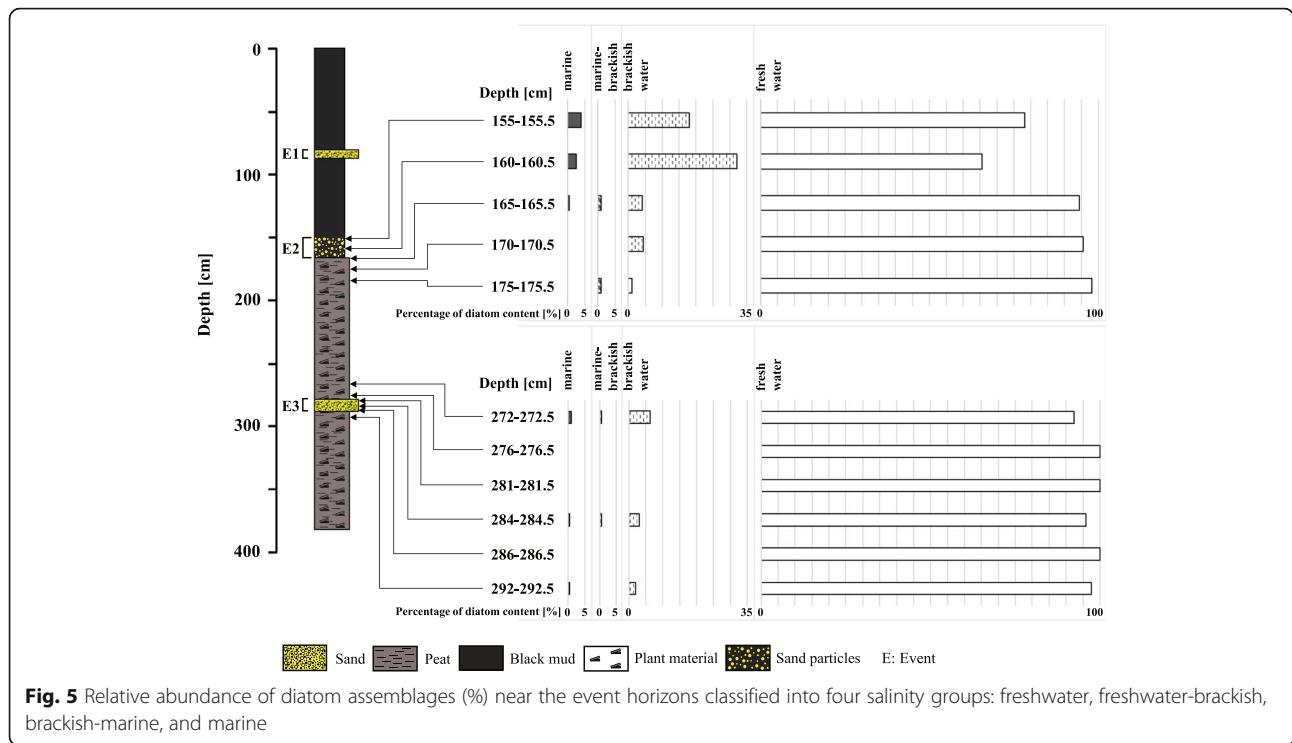 0
100
200
300
400
Depth [cm]
E1
E2
E3
marine
marine-
brackish
brackish
water
fresh
water
Depth [cm]
155-155.5
160-160.5
165-165.5
170-170.5
175-175.5
Percentage of diatom content [%] 0 5 0 5 0 35 0 100
marine
marine-
brackish
brackish
water
fresh
water
Depth [cm]
272-272.5
276-276.5
281-281.5
284-284.5
286-286.5
292-292.5
Percentage of diatom content [%] 0 5 0 5 0 35 0 100
Sand Peat Black mud Plant material Sand particles E: Event
Fig. 5 Relative abundance of diatom assemblages (%) near the event horizons classified into four salinity groups: freshwater, freshwater-brackish,
brackish-marine, and marine